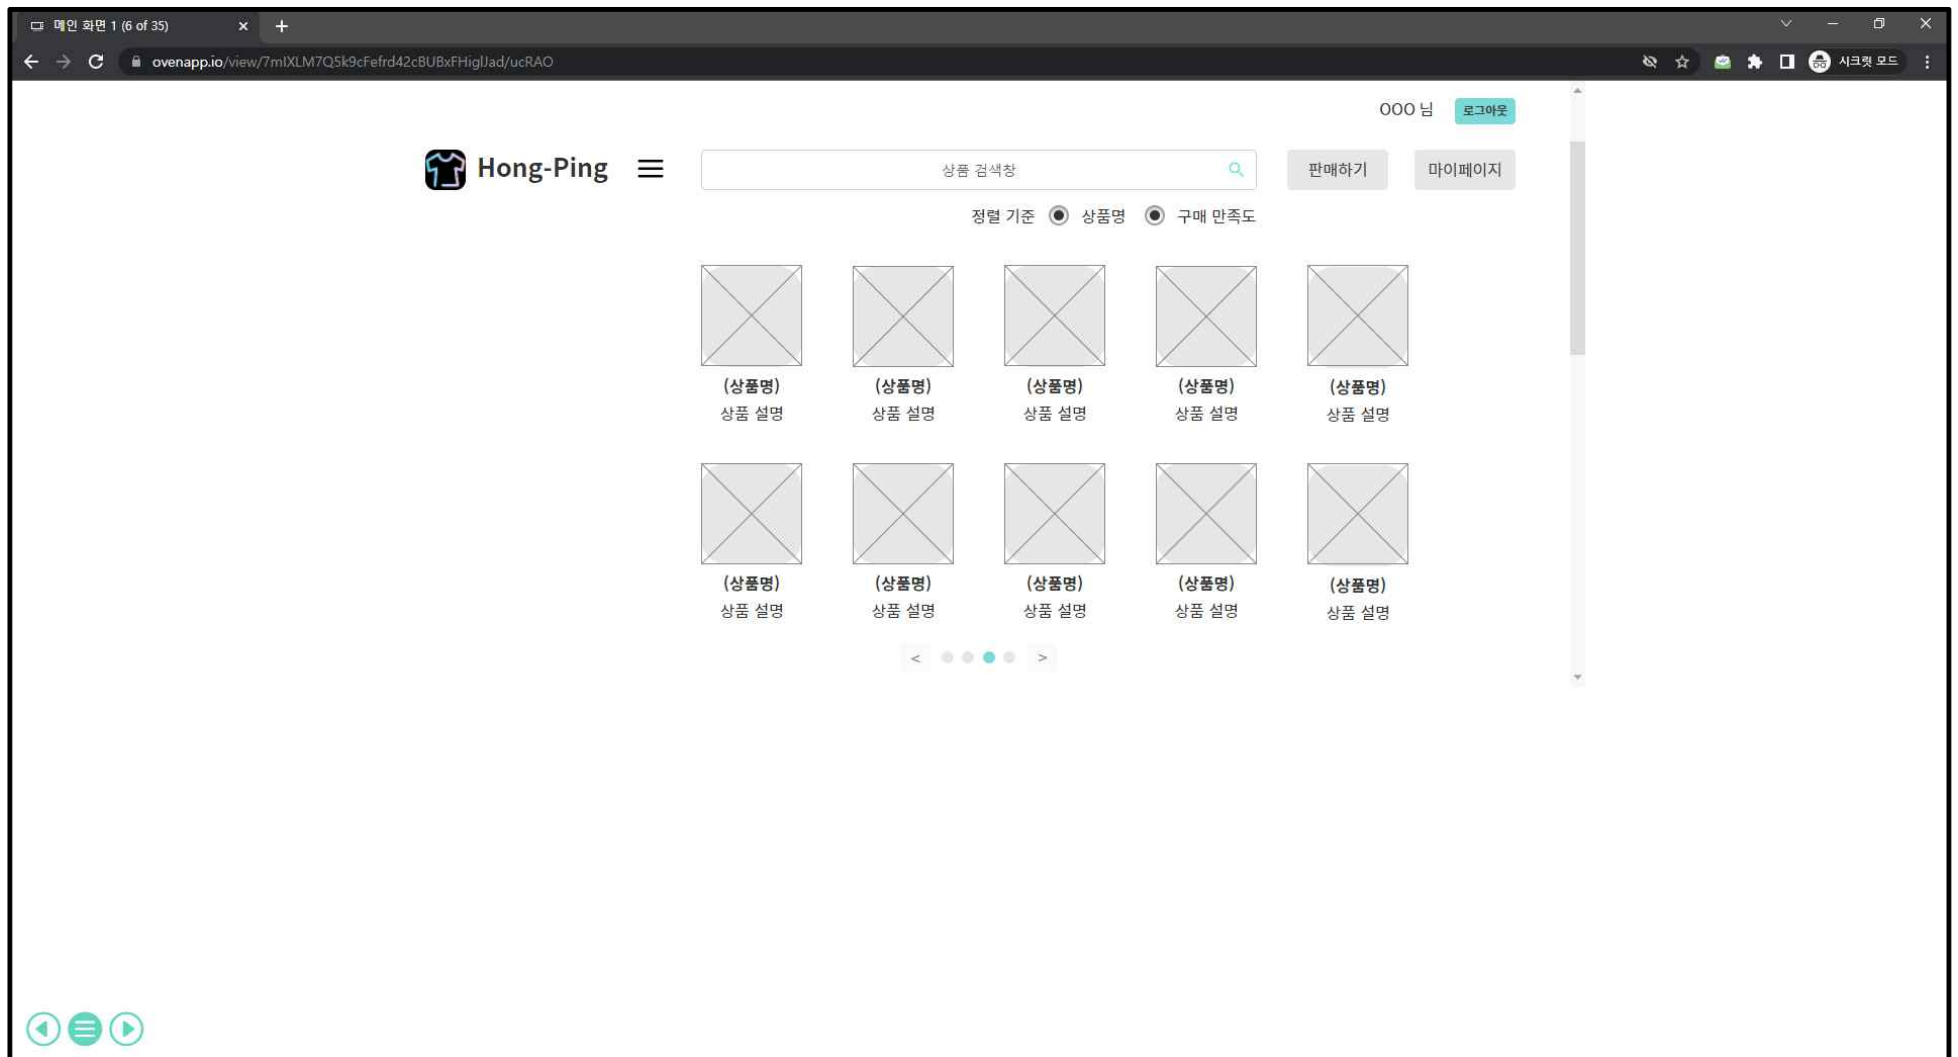 메인 화면 1 (6 of 35)
ovenapp.io/view/7mIXLM7Q5k9cFefrd42cBUBxFHiglJad/ucRAO
시크릿 모드
OOO 님 로그아웃
Hong-Ping 상품 검색창 판매하기 마이페이지
정렬 기준 상품명 구매 만족도
(상품명) (상품명) (상품명) (상품명) (상품명)
상품 설명 상품 설명 상품 설명 상품 설명 상품 설명
(상품명) (상품명) (상품명) (상품명) (상품명)
상품 설명 상품 설명 상품 설명 상품 설명 상품 설명
< >